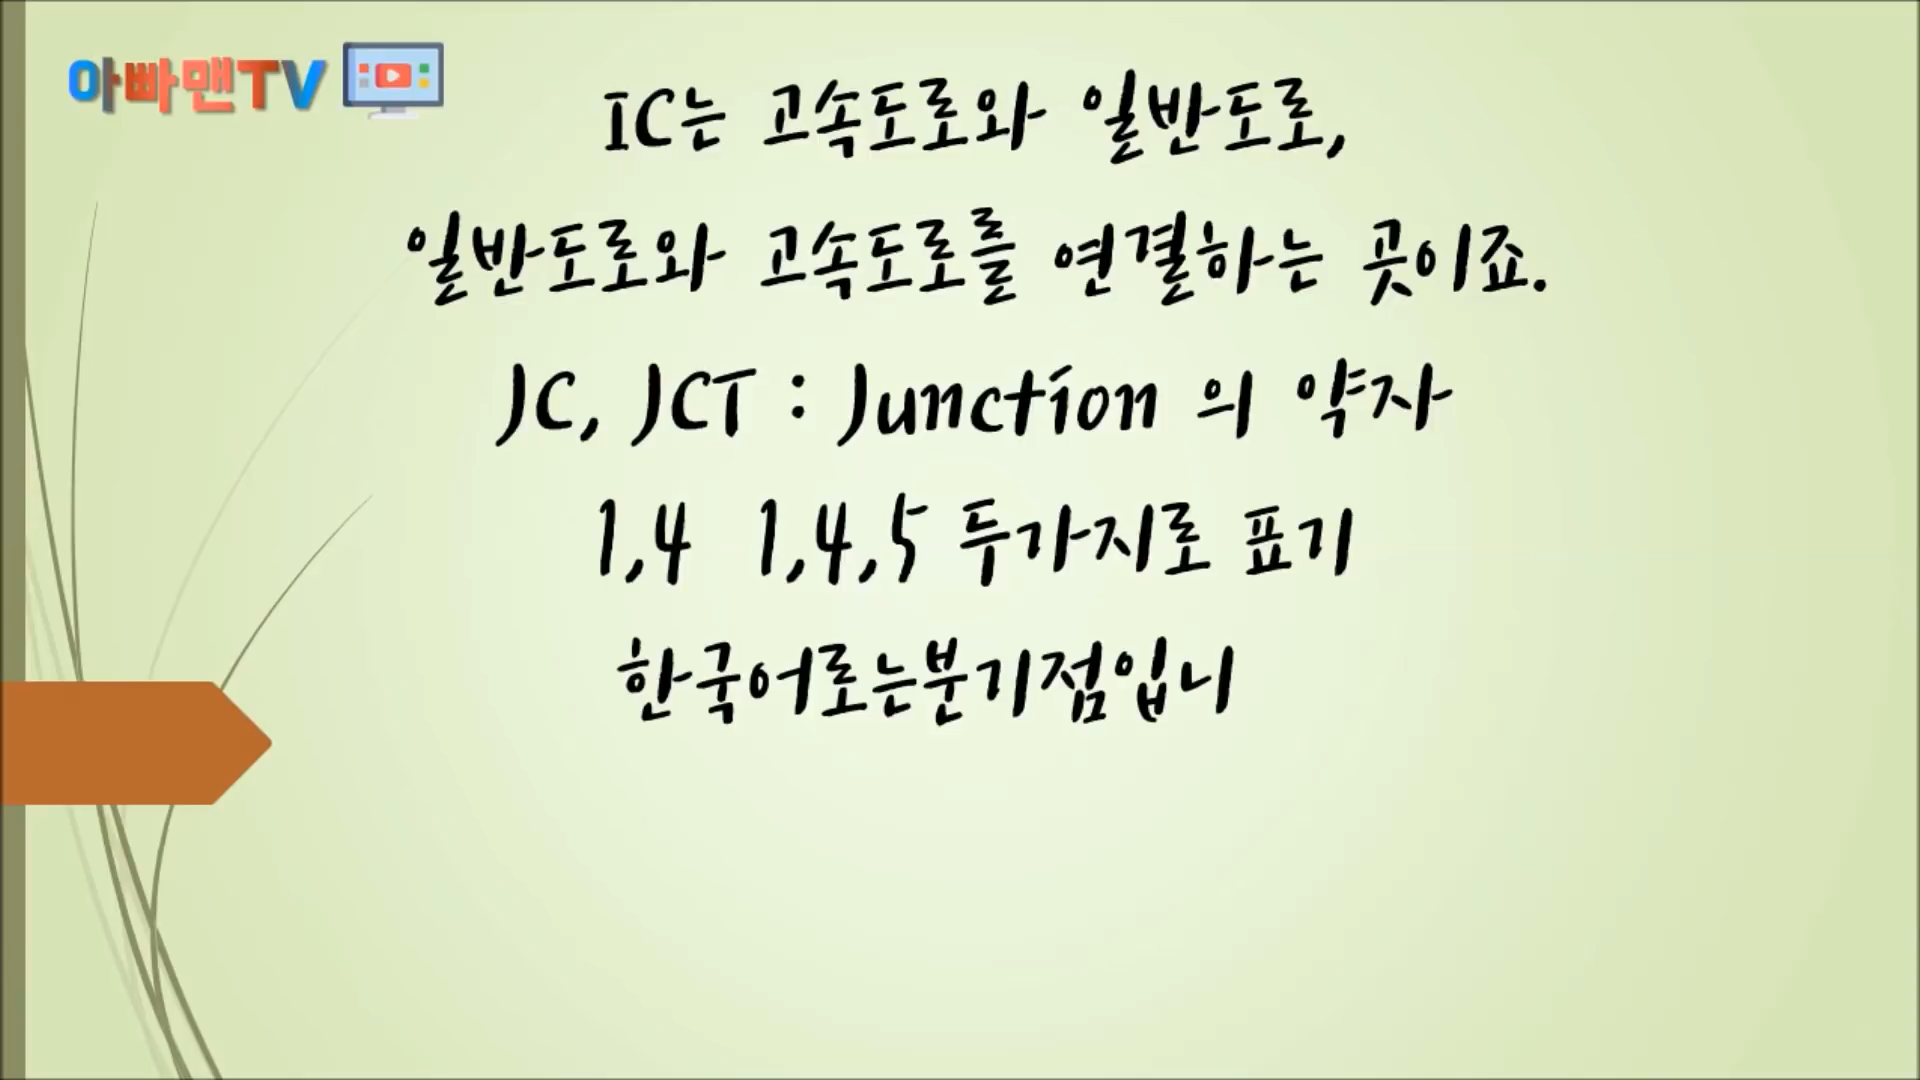 아빠맨TV
IC는 고속도로와 일반도로,
일반도로와 고속도로를 연결하는 곳이죠.
JC, JCT : Junction 의 약자
1,4 1,4,5 두가지로 표기
한국어로는분기점입니